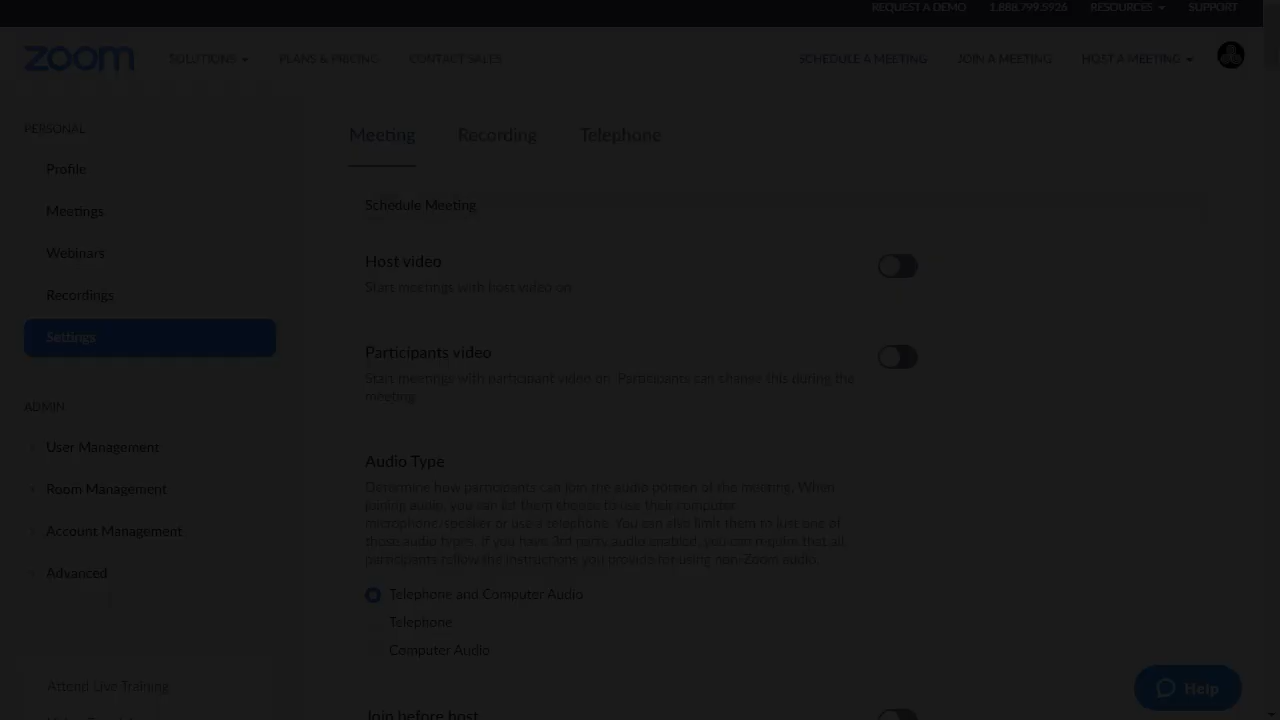 REQUEST A DEMO 1.888.799.5926 RESOURCES SUPPORT
zoom SOLUTIONS PLANS & PRICING CONTACT SALES SCHEDULE A MEETING JOIN A MEETING HOST A MEETING
PERSONAL
Profile
Meetings
Webinars
Recordings
Settings
ADMIN
User Management
Room Management
Account Management
Advanced
Attend Live Training
Meeting Recording Telephone
Schedule Meeting
Host video
Start meetings with host video on
Participants video
Start meetings with participant video on. Participants can change this during the
meeting.
Audio Type
Determine how participants can join the audio portion of the meeting. When
joining audio, you can let them choose to use their computer
microphone/speaker or use a telephone. You can also limit them to just one of
those audio types. If you have 3rd party audio enabled, you can require that all
participants follow the instructions you provide for using non-Zoom audio.
Telephone and Computer Audio
Telephone
Computer Audio
Join before host
Help